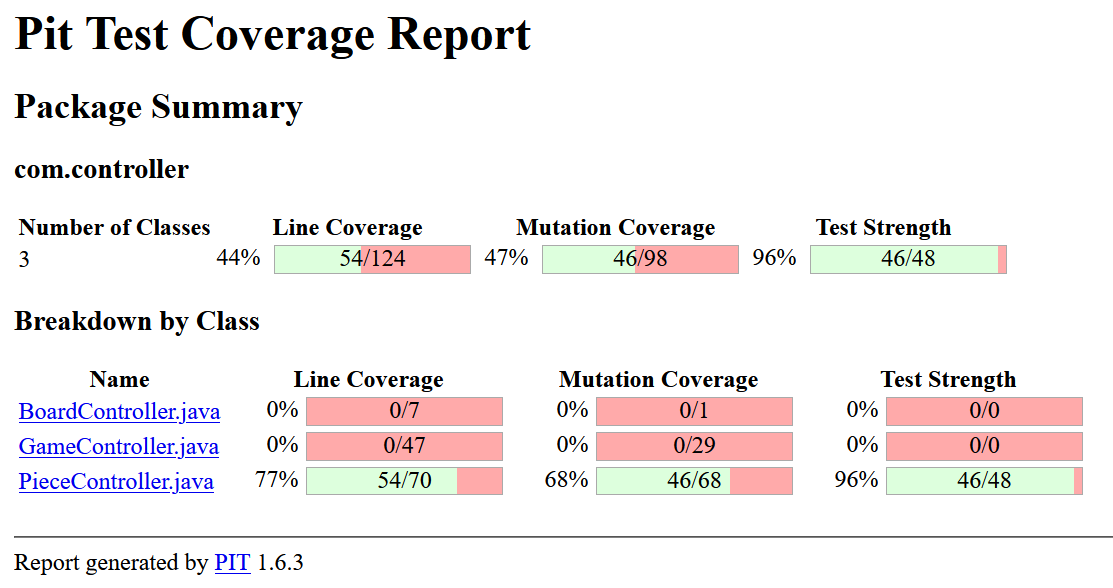 Pit Test Coverage Report
Package Summary
com.controller
Number of Classes Line Coverage Mutation Coverage Test Strength
3 44% 54/124 47% 46/98 96% 46/48
Breakdown by Class
Name Line Coverage Mutation Coverage Test Strength
BoardController.java 0% 0/7 0% 0/1 0% 0/0
GameController.java 0% 0/47 0% 0/29 0% 0/0
PieceController.java 77% 54/70 68% 46/68 96% 46/48
Report generated by PIT 1.6.3